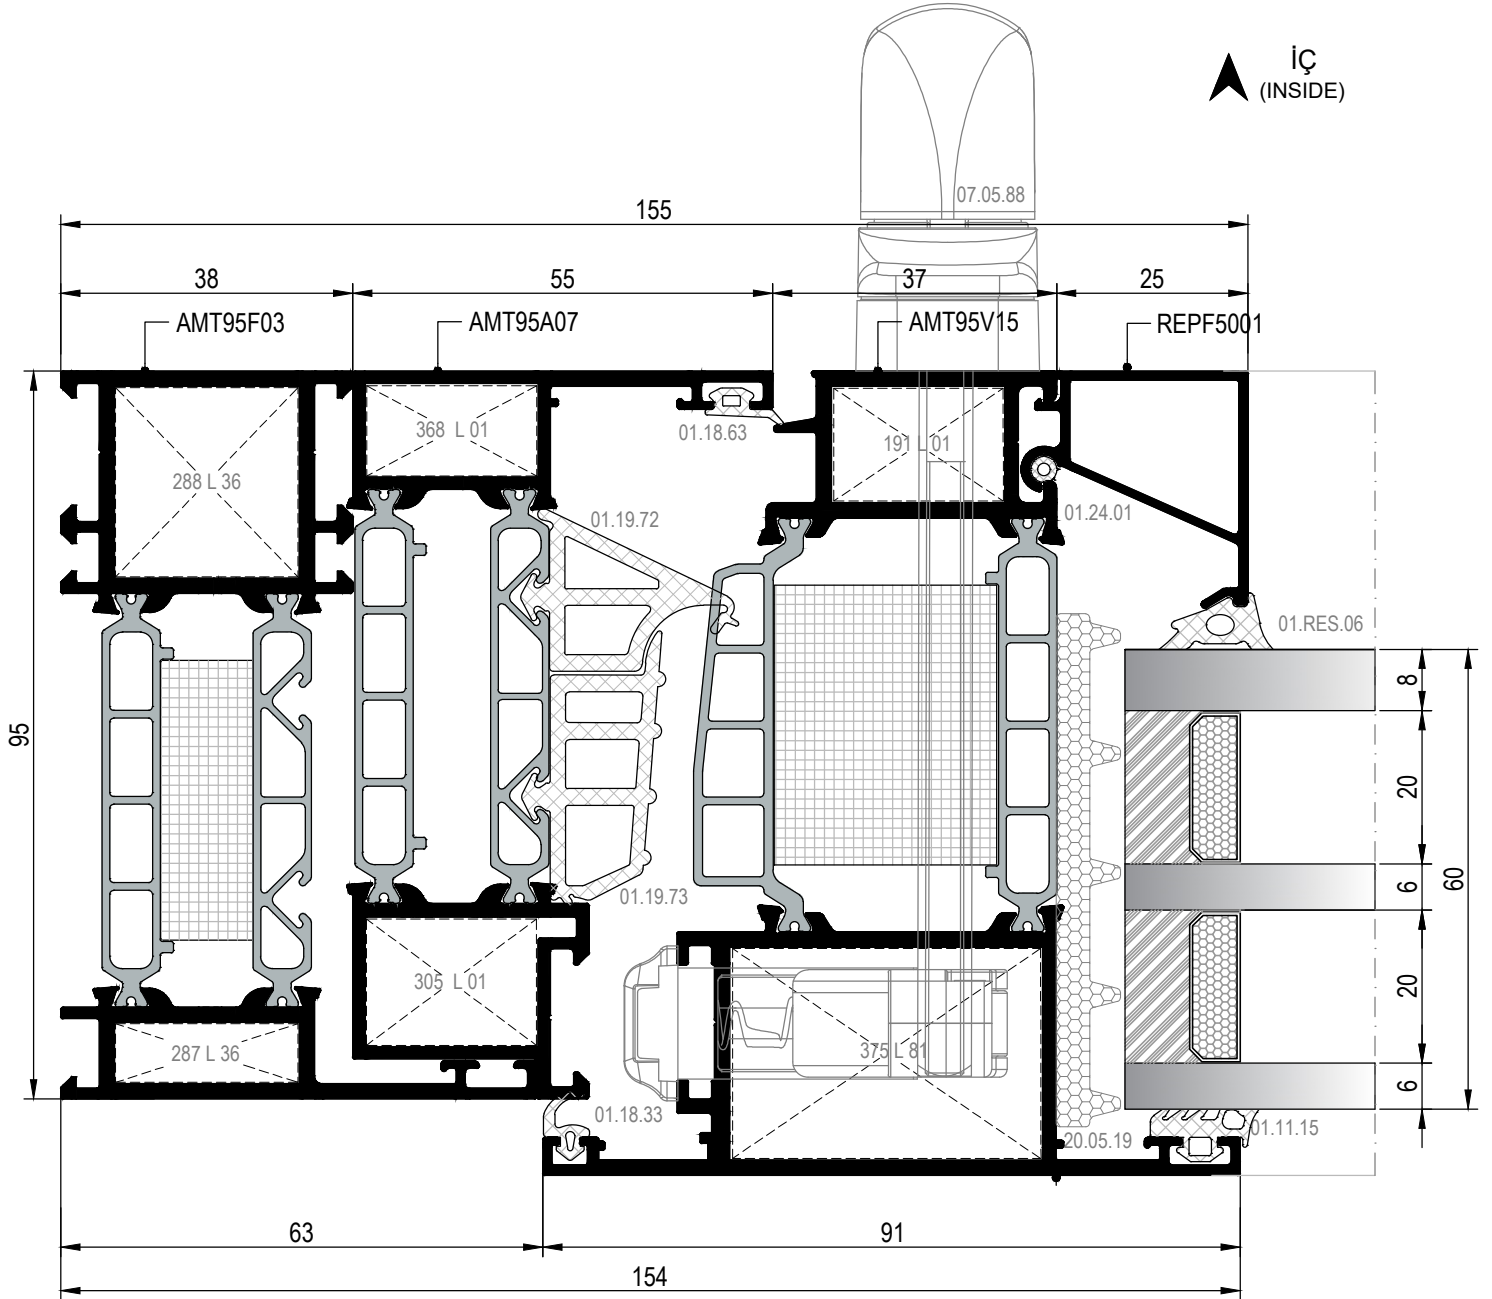 İÇ
(INSIDE)
07.05.88
155
38
55
37
25
AMT95F03
AMT95A07
AMT95V15
REPF5001
368 L 01
01.18.63
191 L 01
288 L 36
01.19.72
01.24.01
01.RES.06
8
95
20
6
60
01.19.73
305 L 01
20
287 L 36
375 L 81
6
01.18.33
20.05.19
01.11.15
63
91
154